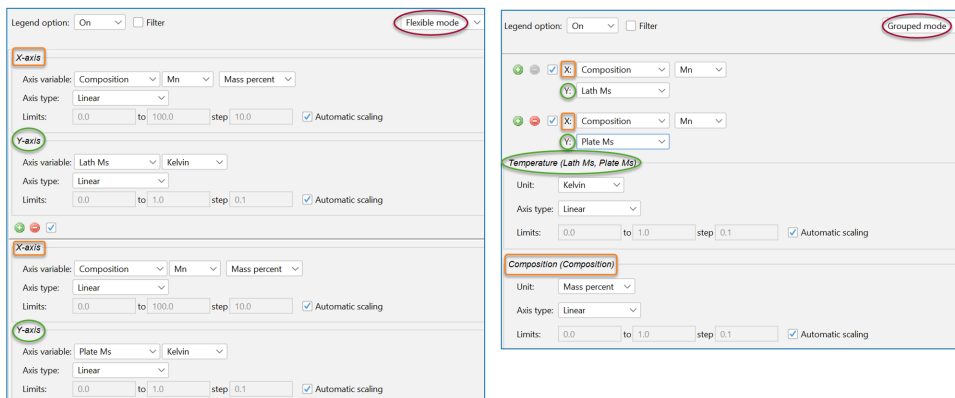 Legend option: On Filter Flexible mode
X-axis
Axis variable: Composition Mn Mass percent
Axis type: Linear
Limits: 0.0 to 100.0 step 10.0 Automatic scaling
Y-axis
Axis variable: Lath Ms Kelvin
Axis type: Linear
Limits: 0.0 to 1.0 step 0.1 Automatic scaling
X-axis
Axis variable: Composition Mn Mass percent
Axis type: Linear
Limits: 0.0 to 100.0 step 10.0 Automatic scaling
Y-axis
Axis variable: Plate Ms Kelvin
Axis type: Linear
Limits: 0.0 to 1.0 step 0.1 Automatic scaling
Legend option: On Filter Grouped mode
X: Composition Mn
Y: Lath Ms
X: Composition Mn
Y: Plate Ms
Temperature (Lath Ms, Plate Ms)
Unit: Kelvin
Axis type: Linear
Limits: 0.0 to 1.0 step 0.1 Automatic scaling
Composition (Composition)
Unit: Mass percent
Axis type: Linear
Limits: 0.0 to 1.0 step 0.1 Automatic scaling